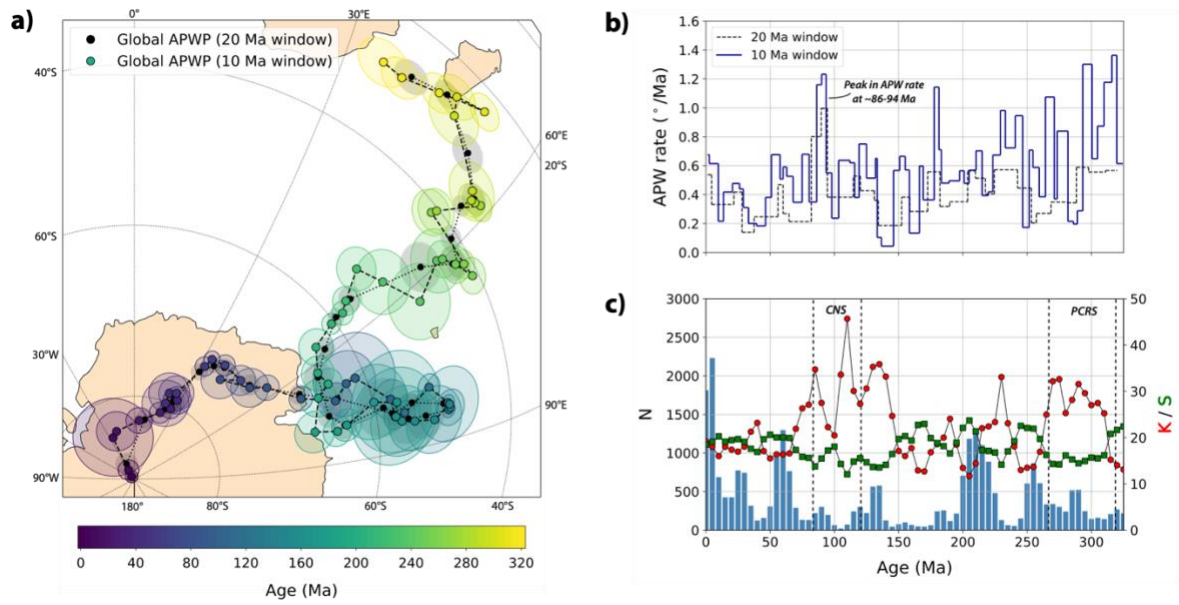 a)
0°
30°E
Global APWP (20 Ma window)
Global APWP (10 Ma window)
40°S
60°E
20°S
60°S
30°W
90°E
90°W
180°
80°S
60°S
40°S
0 40 80 120 160 200 240 280 320
Age (Ma)
b)
1.6
1.4
1.2
1.0
0.8
0.6
0.4
0.2
0.0
APW rate (°/Ma)
20 Ma window
10 Ma window
Peak in APW rate
at ~86-94 Ma
c)
3000
2500
2000
1500
1000
500
0
N
CNS
PCRS
50
40
30
20
10
0
K / S
0 50 100 150 200 250 300
Age (Ma)